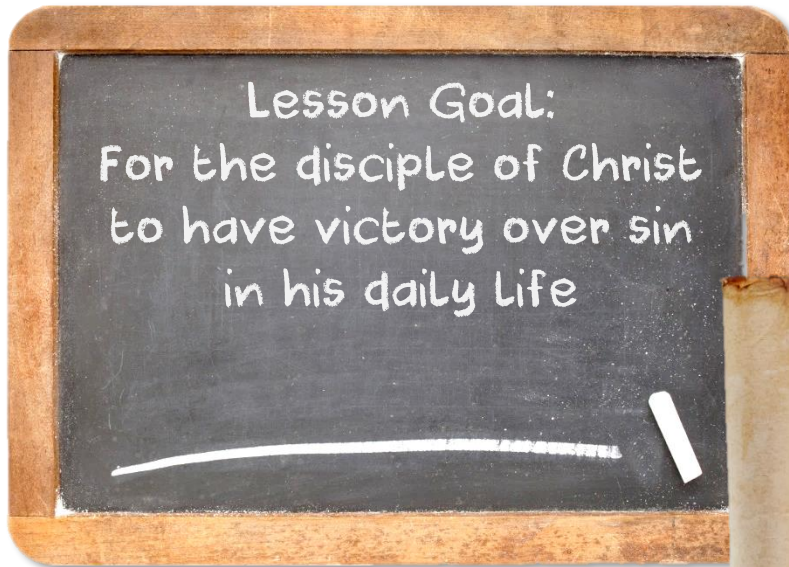 Lesson Goal:
For the disciple of Christ
to have victory over sin
in his daily life